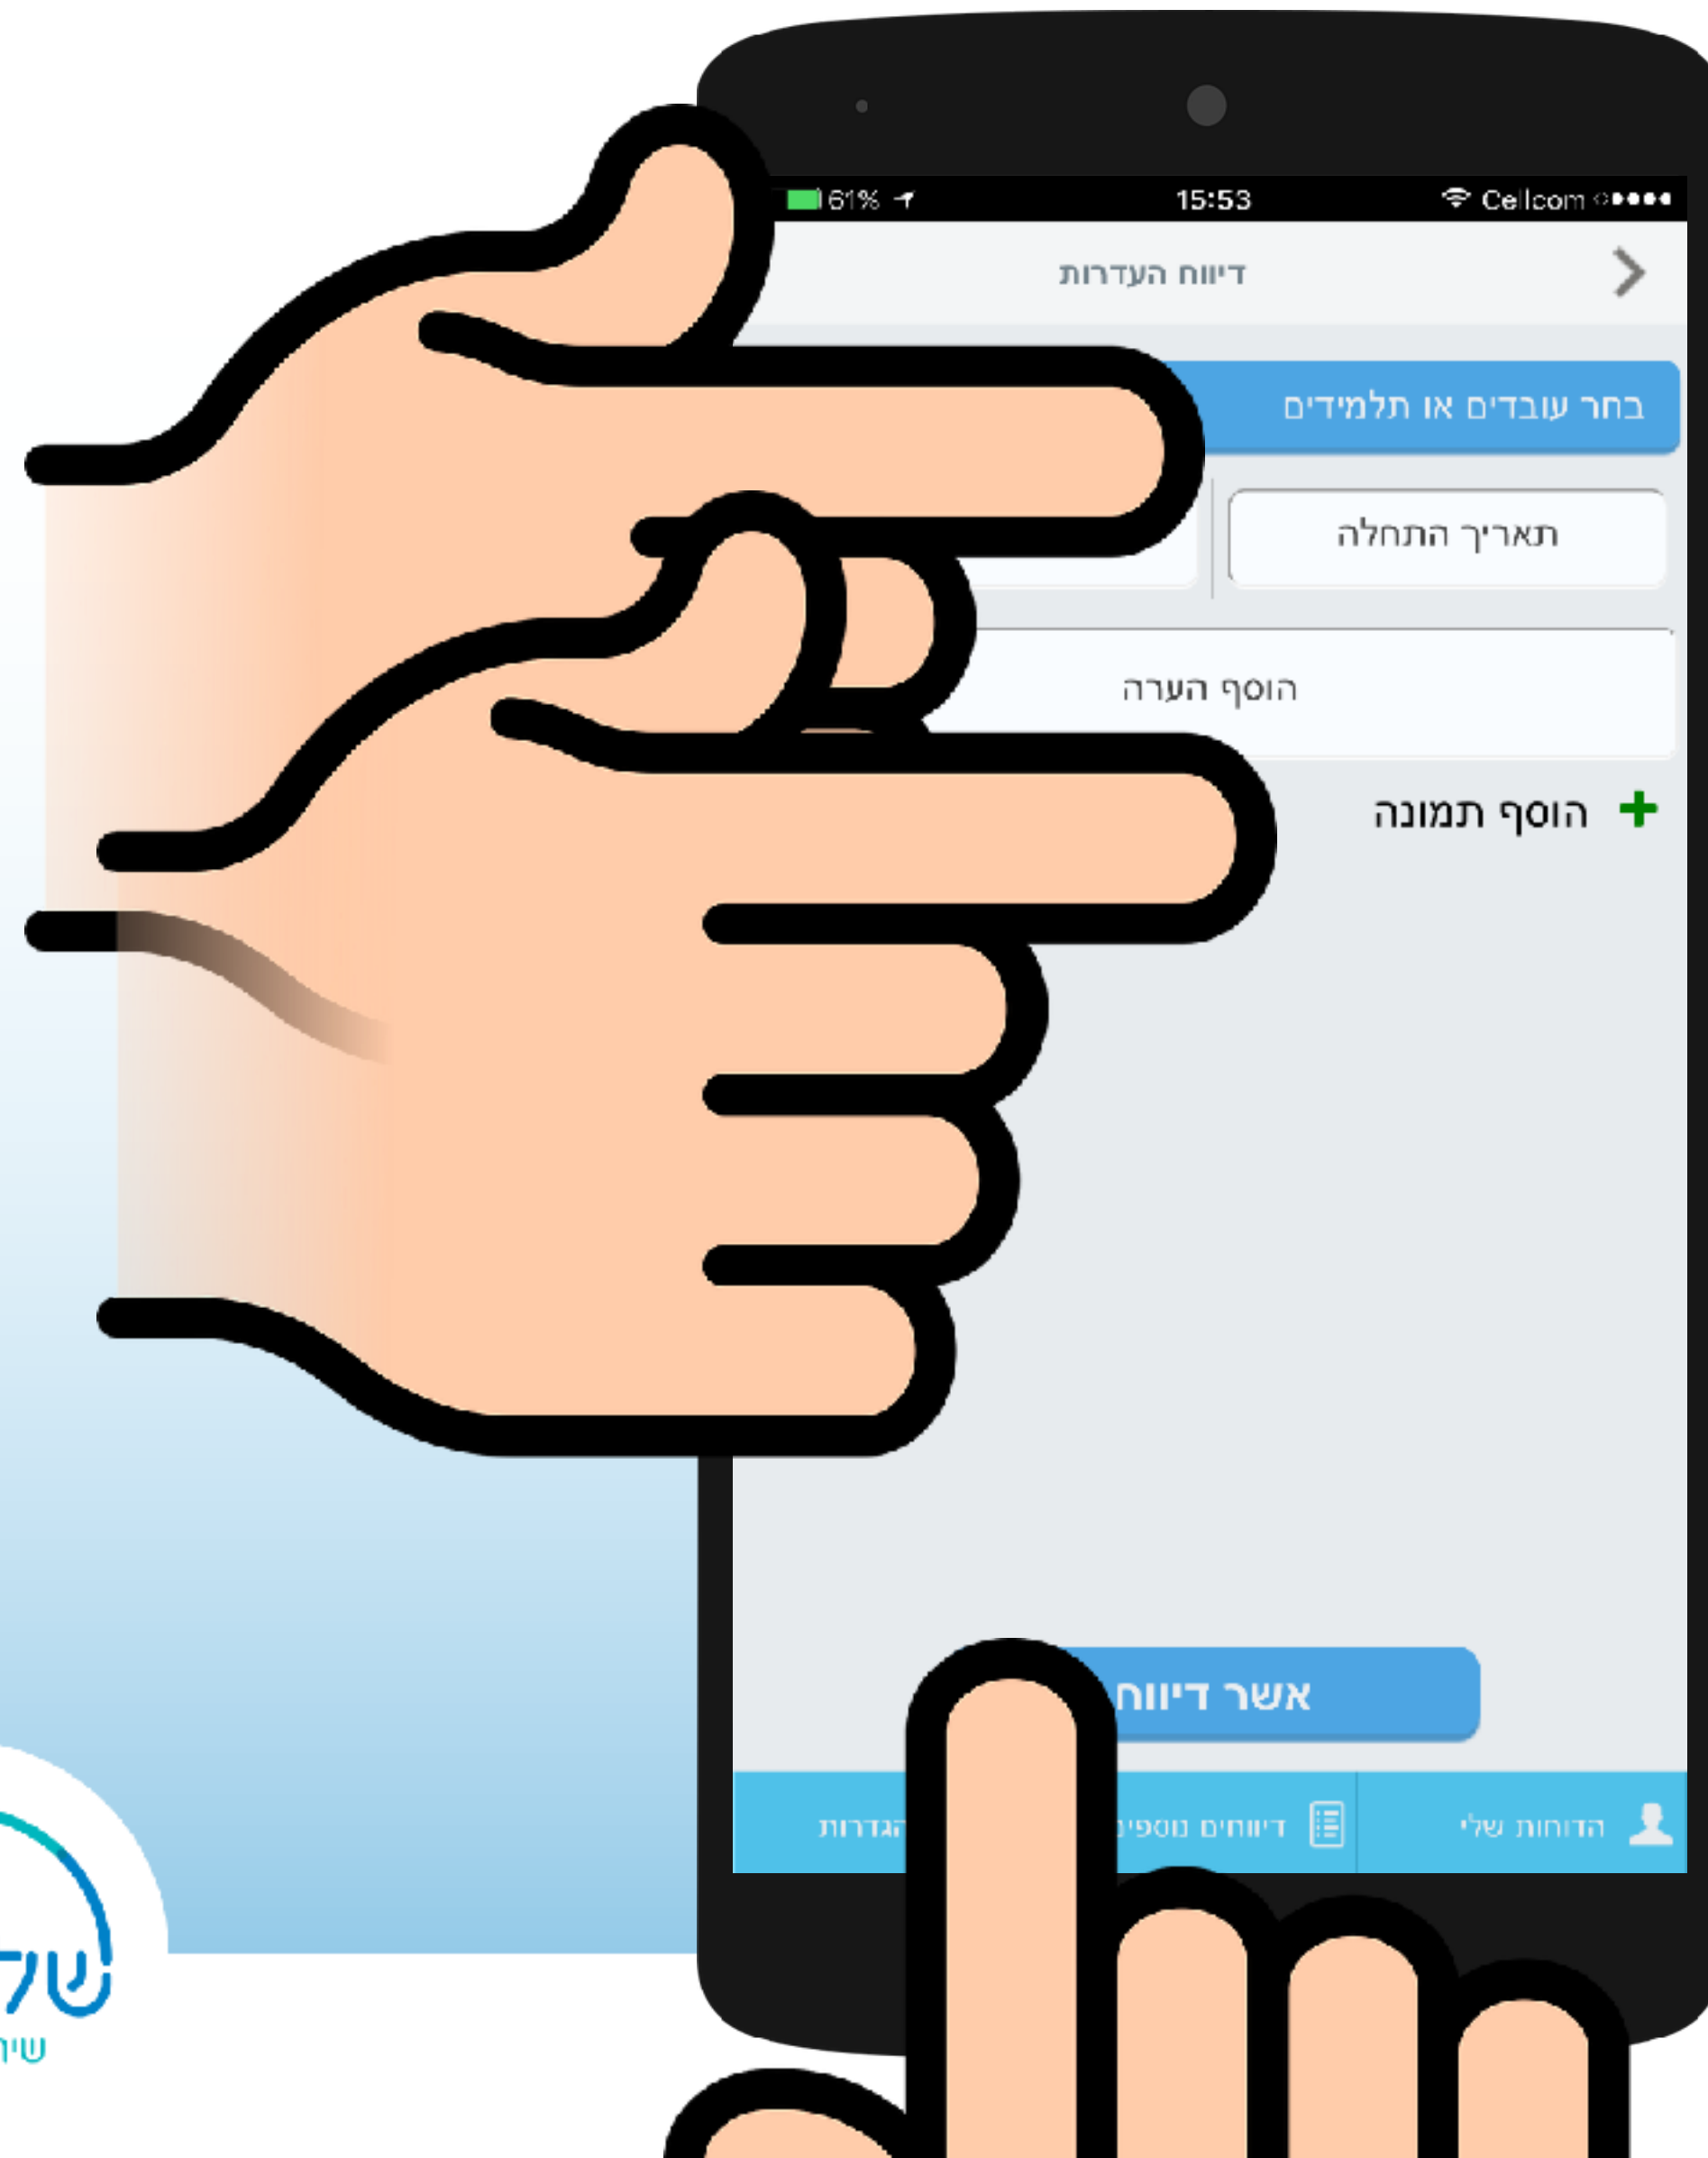 61% 15:53 Cellcom
דיווח העדרות
בחר עובדים או תלמידים
תאריך התחלה
הוסף הערה
הוסף תמונה
אשר דיווח
הדוחות שלי דיווחים נוספים הגדרות